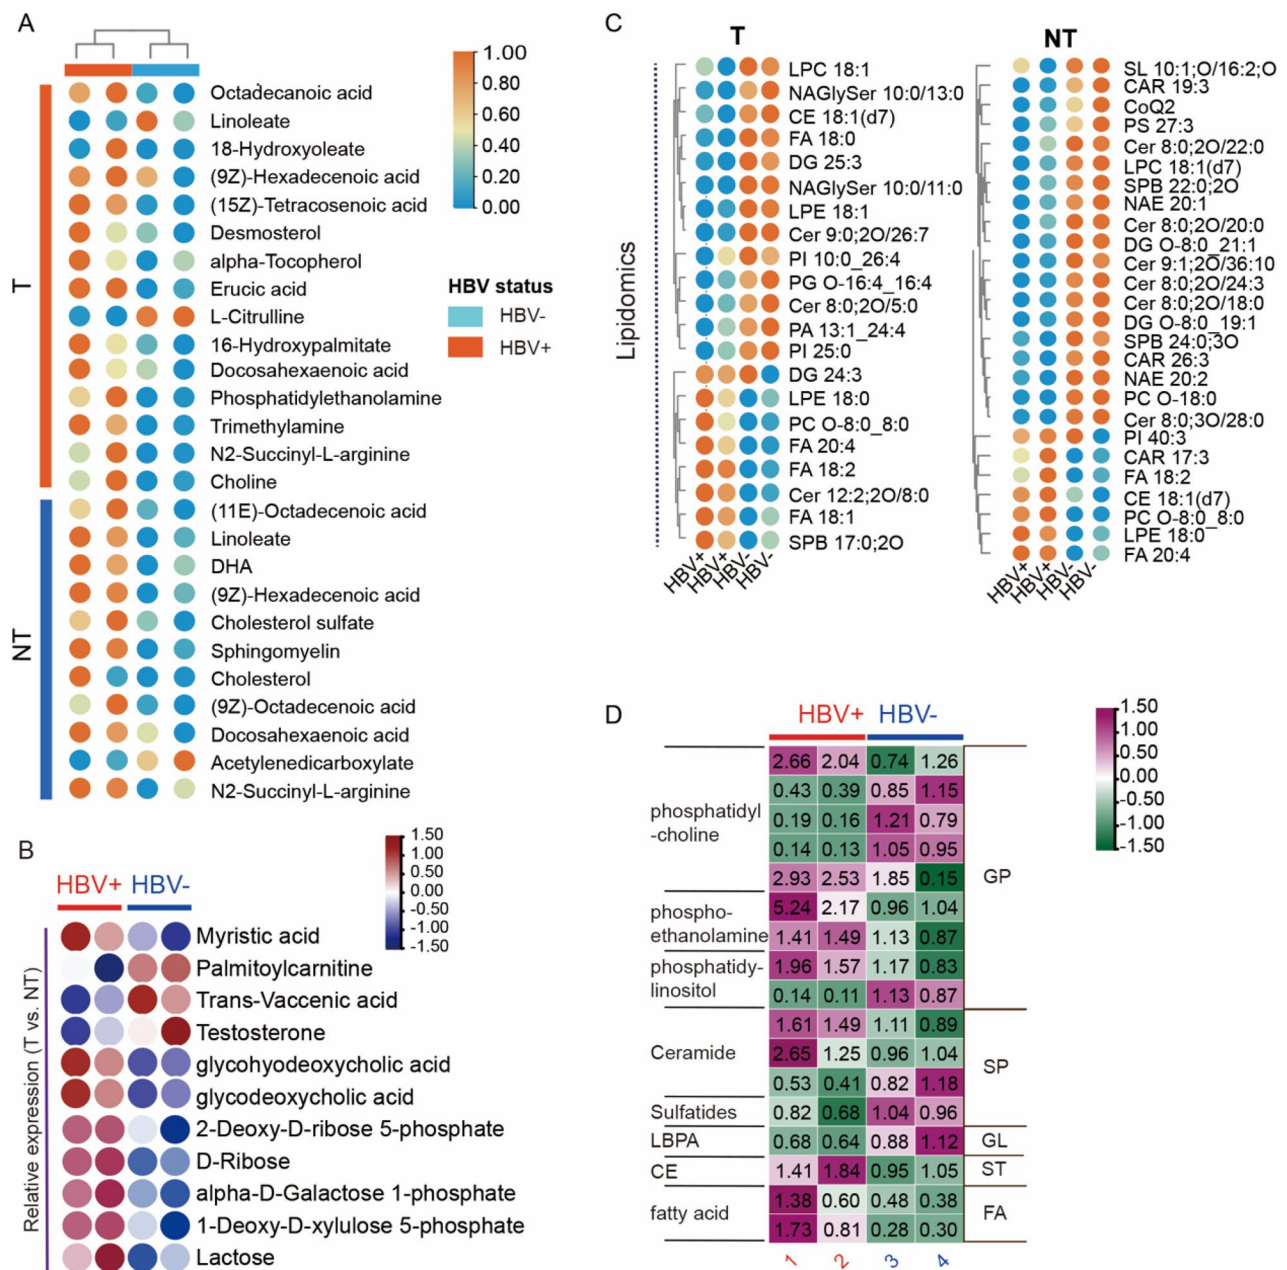 A
Octadecanoic acid
Linoleate
18-Hydroxyoleate
(9Z)-Hexadecenoic acid
(15Z)-Tetracosenoic acid
Desmosterol
alpha-Tocopherol
Erucic acid
L-Citrulline
16-Hydroxypalmitate
Docosahexaenoic acid
Phosphatidylethanolamine
Trimethylamine
N2-Succinyl-L-arginine
Choline
(11E)-Octadecenoic acid
Linoleate
DHA
(9Z)-Hexadecenoic acid
Cholesterol sulfate
Sphingomyelin
Cholesterol
(9Z)-Octadecenoic acid
Docosahexaenoic acid
Acetylenedicarboxylate
N2-Succinyl-L-arginine
T
NT
1.00
0.80
0.60
0.40
0.20
0.00
HBV status
HBV-
HBV+
B
HBV+ HBV-
1.50
1.00
0.50
0.00
-0.50
-1.00
-1.50
Relative expression (T vs. NT)
Myristic acid
Palmitoylcarnitine
Trans-Vaccenic acid
Testosterone
glycohyodeoxycholic acid
glycodeoxycholic acid
2-Deoxy-D-ribose 5-phosphate
D-Ribose
alpha-D-Galactose 1-phosphate
1-Deoxy-D-xylulose 5-phosphate
Lactose
C
Lipidomics
T
LPC 18:1
NAGlySer 10:0/13:0
CE 18:1(d7)
FA 18:0
DG 25:3
NAGlySer 10:0/11:0
LPE 18:1
Cer 9:0;2O/26:7
PI 10:0_26:4
PG O-16:4_16:4
Cer 8:0;2O/5:0
PA 13:1_24:4
PI 25:0
DG 24:3
LPE 18:0
PC O-8:0_8:0
FA 20:4
FA 18:2
Cer 12:2;2O/8:0
FA 18:1
SPB 17:0;2O
HBV+ HBV+ HBV- HBV-
NT
SL 10:1;O/16:2;O
CAR 19:3
CoQ2
PS 27:3
Cer 8:0;2O/22:0
LPC 18:1(d7)
SPB 22:0;2O
NAE 20:1
Cer 8:0;2O/20:0
DG O-8:0_21:1
Cer 9:1;2O/36:10
Cer 8:0;2O/24:3
Cer 8:0;2O/18:0
DG O-8:0_19:1
SPB 24:0;3O
CAR 26:3
NAE 20:2
PC O-18:0
Cer 8:0;3O/28:0
PI 40:3
CAR 17:3
FA 18:2
CE 18:1(d7)
PC O-8:0_8:0
LPE 18:0
FA 20:4
HBV+ HBV+ HBV- HBV-
D
HBV+ HBV-
1.50
1.00
0.50
0.00
-0.50
-1.00
-1.50
phosphatidyl
-choline
phospho-
ethanolamine
phosphatidy-
linositol
Ceramide
Sulfatides
LBPA
CE
fatty acid
2.66 2.04 0.74 1.26
0.43 0.39 0.85 1.15
0.19 0.16 1.21 0.79
0.14 0.13 1.05 0.95
2.93 2.53 1.85 0.15
5.24 2.17 0.96 1.04
1.41 1.49 1.13 0.87
1.96 1.57 1.17 0.83
0.14 0.11 1.13 0.87
1.61 1.49 1.11 0.89
2.65 1.25 0.96 1.04
0.53 0.41 0.82 1.18
0.82 0.68 1.04 0.96
0.68 0.64 0.88 1.12
1.41 1.84 0.95 1.05
1.38 0.60 0.48 0.38
1.73 0.81 0.28 0.30
1 2 3 4
GP
SP
GL
ST
FA